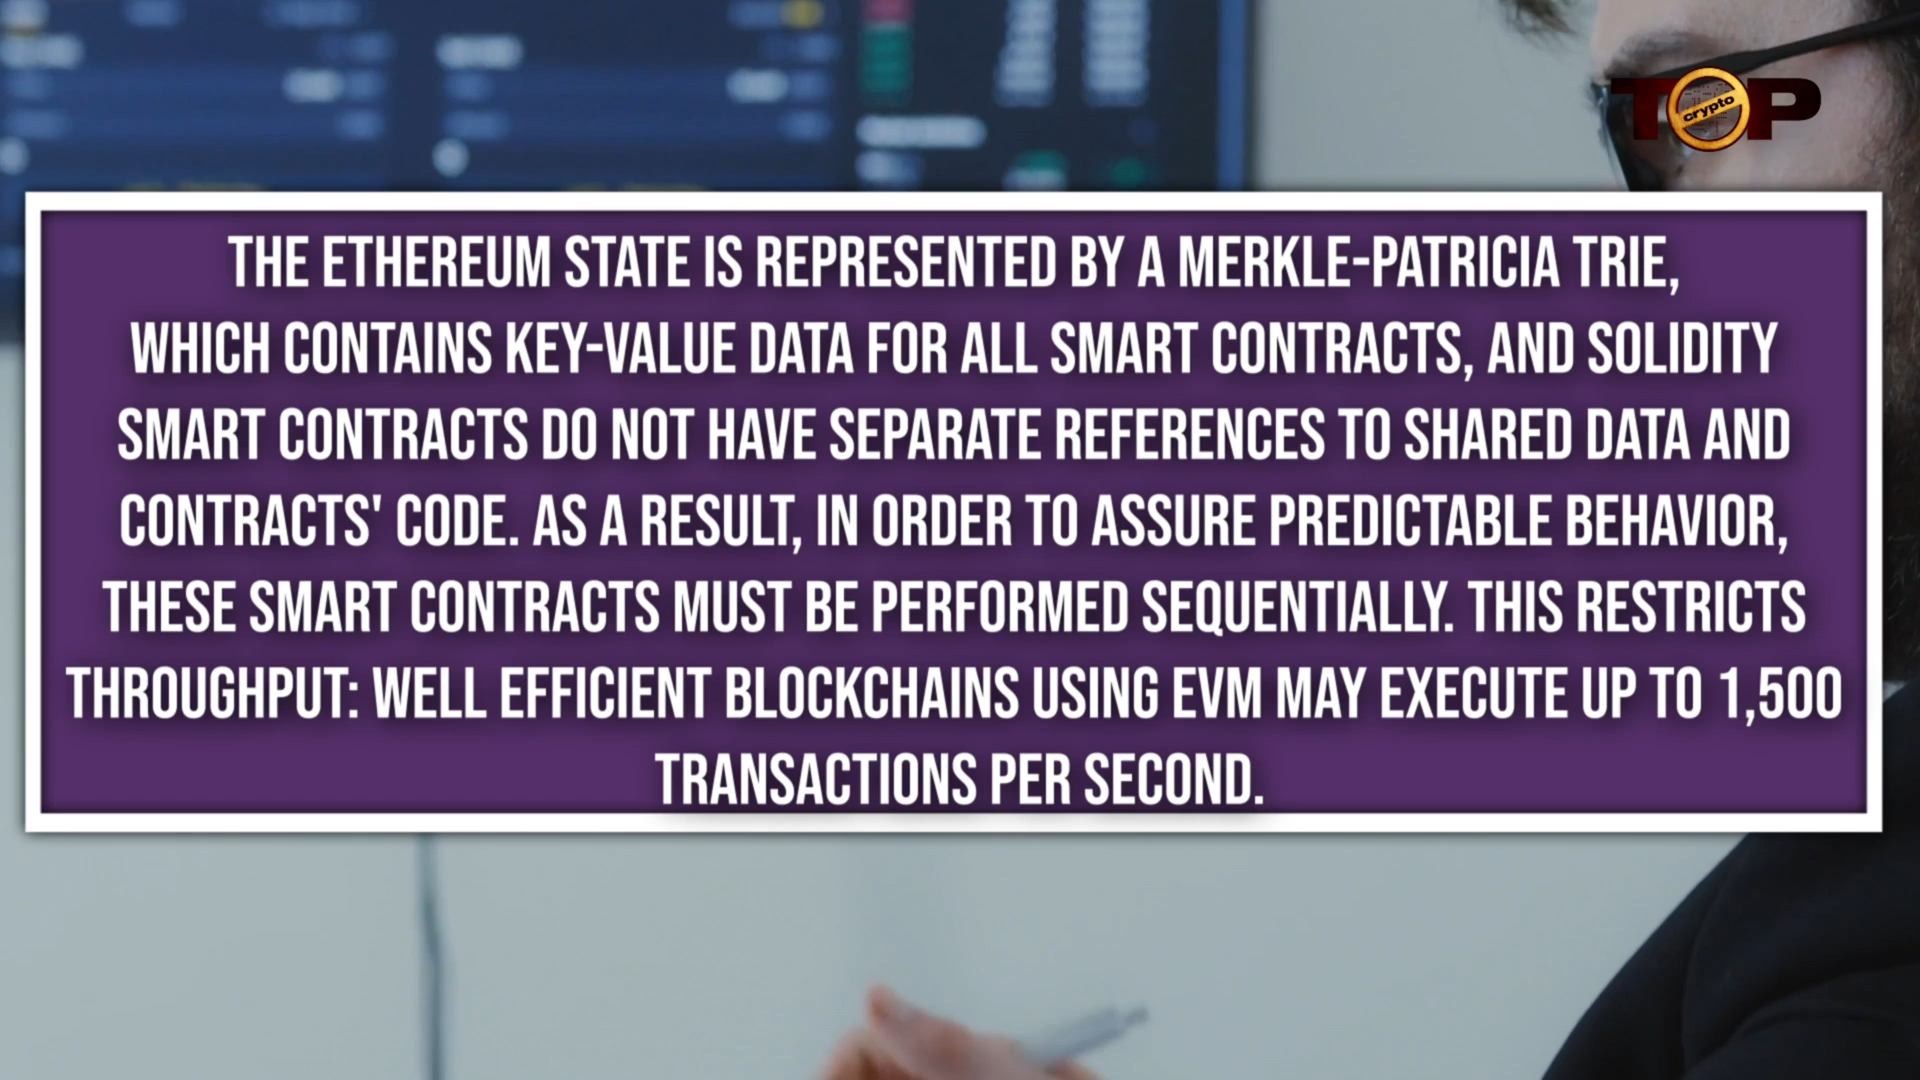 TOP
crypto
THE ETHEREUM STATE IS REPRESENTED BY A MERKLE-PATRICIA TRIE,
WHICH CONTAINS KEY-VALUE DATA FOR ALL SMART CONTRACTS, AND SOLIDITY
SMART CONTRACTS DO NOT HAVE SEPARATE REFERENCES TO SHARED DATA AND
CONTRACTS' CODE. AS A RESULT, IN ORDER TO ASSURE PREDICTABLE BEHAVIOR,
THESE SMART CONTRACTS MUST BE PERFORMED SEQUENTIALLY. THIS RESTRICTS
THROUGHPUT: WELL EFFICIENT BLOCKCHAINS USING EVM MAY EXECUTE UP TO 1,500
TRANSACTIONS PER SECOND.